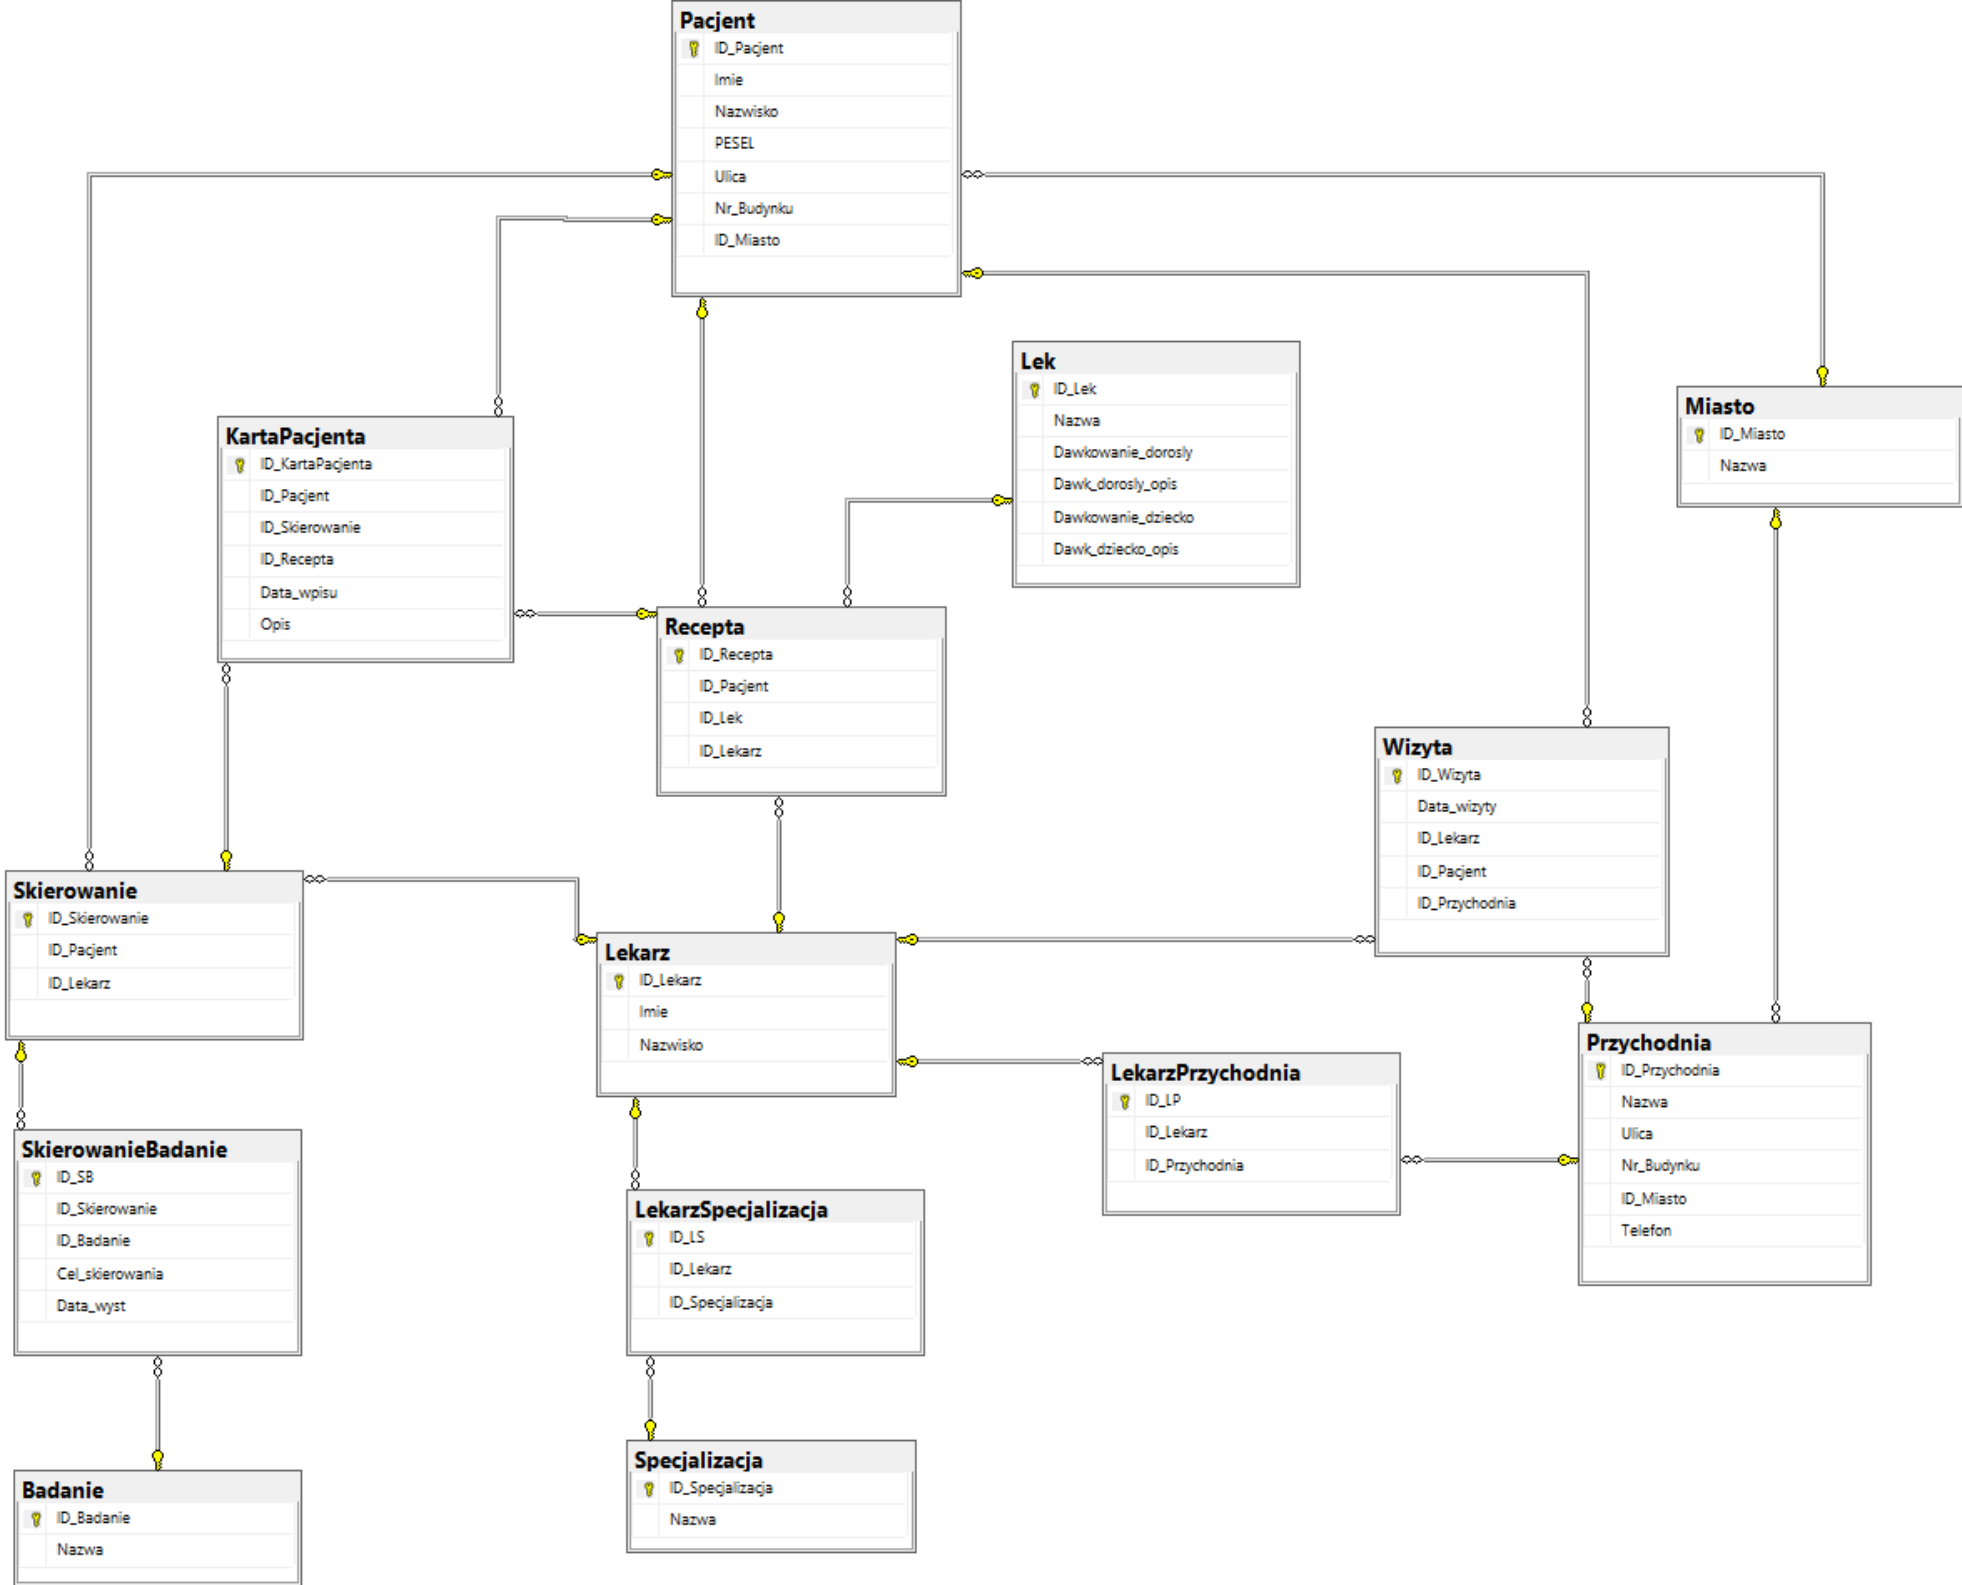 Pacjent
ID_Pacjent
Imie
Nazwisko
PESEL
Ulica
Nr_Budynku
ID_Miasto
Lek
ID_Lek
Nazwa
Dawkowanie_dorosly
Dawk_dorosly_opis
Dawkowanie_dziecko
Dawk_dziecko_opis
Miasto
ID_Miasto
Nazwa
KartaPacjenta
ID_KartaPacjenta
ID_Pacjent
ID_Skierowanie
ID_Recepta
Data_wpisu
Opis
Recepta
ID_Recepta
ID_Pacjent
ID_Lek
ID_Lekarz
Wizyta
ID_Wizyta
Data_wizyty
ID_Lekarz
ID_Pacjent
ID_Przychodnia
Skierowanie
ID_Skierowanie
ID_Pacjent
ID_Lekarz
Lekarz
ID_Lekarz
Imie
Nazwisko
LekarzPrzychodnia
ID_LP
ID_Lekarz
ID_Przychodnia
Przychodnia
ID_Przychodnia
Nazwa
Ulica
Nr_Budynku
ID_Miasto
Telefon
SkierowanieBadanie
ID_SB
ID_Skierowanie
ID_Badanie
Cel_skierowania
Data_wyst
LekarzSpecjalizacja
ID_LS
ID_Lekarz
ID_Specjalizacja
Specjalizacja
ID_Specjalizacja
Nazwa
Badanie
ID_Badanie
Nazwa